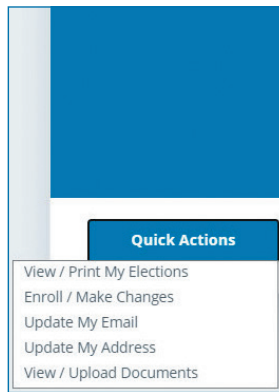 Quick Actions
View / Print My Elections
Enroll / Make Changes
Update My Email
Update My Address
View / Upload Documents